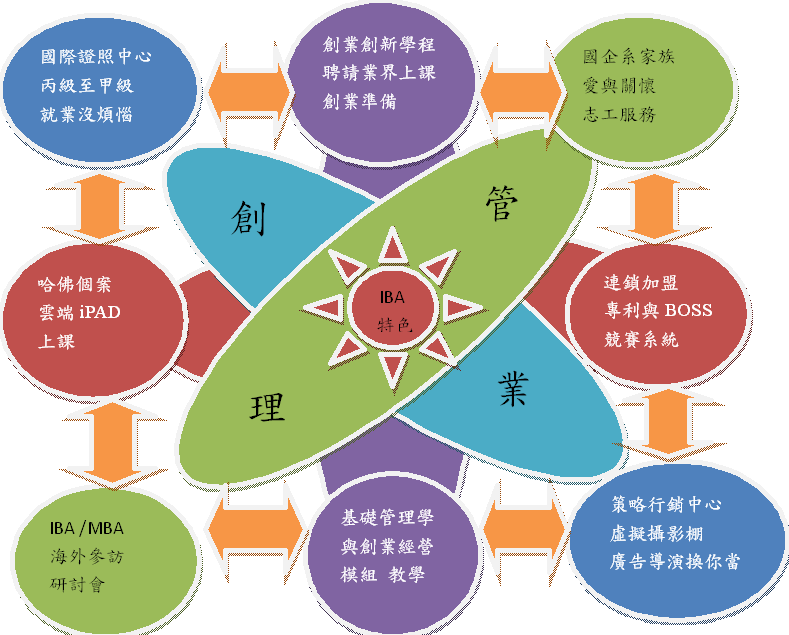 國際證照中心
丙級至甲級
就業沒煩惱
創業創新學程
聘請業界上課
創業準備
國企系家族
愛與關懷
志工服務
創
管
哈佛個案
雲端 iPAD
上課
IBA
特色
連鎖加盟
專利與 BOSS
競賽系統
理
業
IBA /MBA
海外參訪
研討會
基礎管理學
與創業經營
模組 教學
策略行銷中心
虛擬攝影棚
廣告導演換你當